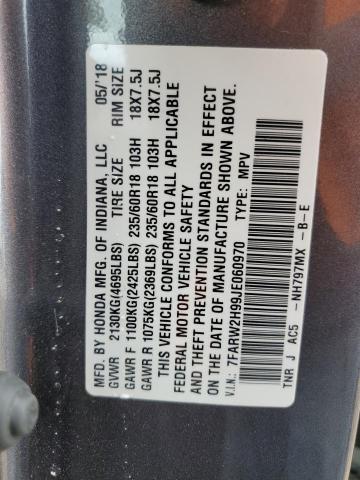 MFD. BY HONDA MFG. OF INDIANA, LLC 05/'18
GVWR 2130KG(4695LBS) TIRE SIZE RIM SIZE
GAWR F 1100KG(2425LBS) 235/60R18 103H 18X7.5J
GAWR R 1075KG(2369LBS) 235/60R18 103H 18X7.5J
THIS VEHICLE CONFORMS TO ALL APPLICABLE
FEDERAL MOTOR VEHICLE SAFETY
AND THEFT PREVENTION STANDARDS IN EFFECT
ON THE DATE OF MANUFACTURE SHOWN ABOVE.
V.I.N.: 7FARW2H99JE060970 TYPE: MPV
TNR J AC5 -NH797MX -B-E